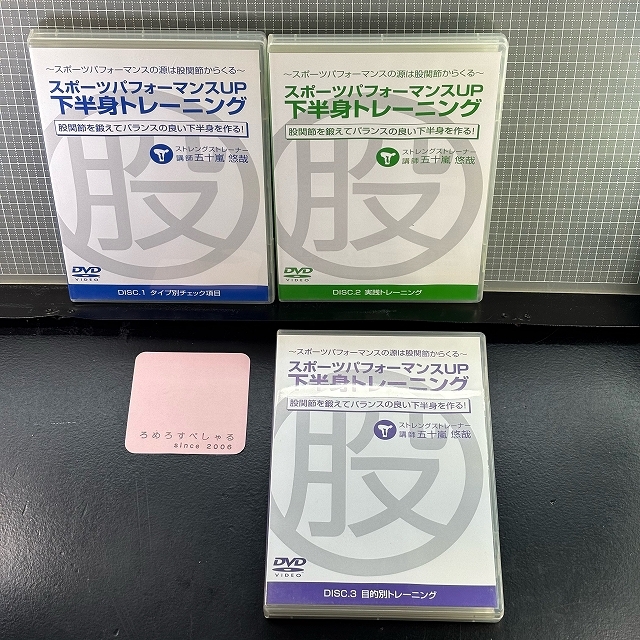 ～スポーツパフォーマンスの源は股関節からくる～
スポーツパフォーマンスUP
下半身トレーニング
股関節を鍛えてバランスの良い下半身を作る!
ストレングストレーナー
講師 五十嵐 悠哉
股
DVD
VIDEO
DISC.1 タイプ別チェック項目
～スポーツパフォーマンスの源は股関節からくる～
スポーツパフォーマンスUP
下半身トレーニング
股関節を鍛えてバランスの良い下半身を作る!
ストレングストレーナー
講師 五十嵐 悠哉
股
DVD
VIDEO
DISC.2 実践トレーニング
～スポーツパフォーマンスの源は股関節からくる～
スポーツパフォーマンスUP
下半身トレーニング
股関節を鍛えてバランスの良い下半身を作る!
ストレングストレーナー
講師 五十嵐 悠哉
股
DVD
VIDEO
DISC.3 目的別トレーニング
ろめろすぺしゃる
since 2006